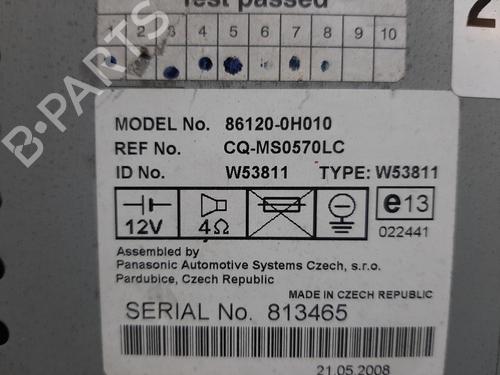 Test passed
2 3 4 5 6 7 8 9 10
MODEL No. 86120-0H010
REF No. CQ-MS0570LC
ID No. W53811 TYPE: W53811
12V 4Ω e13
022441
Assembled by
Panasonic Automotive Systems Czech, s.r.o.
Pardubice, Czech Republic
MADE IN CZECH REPUBLIC
SERIAL No. 813465
21.05.2008
B-PARTS
2